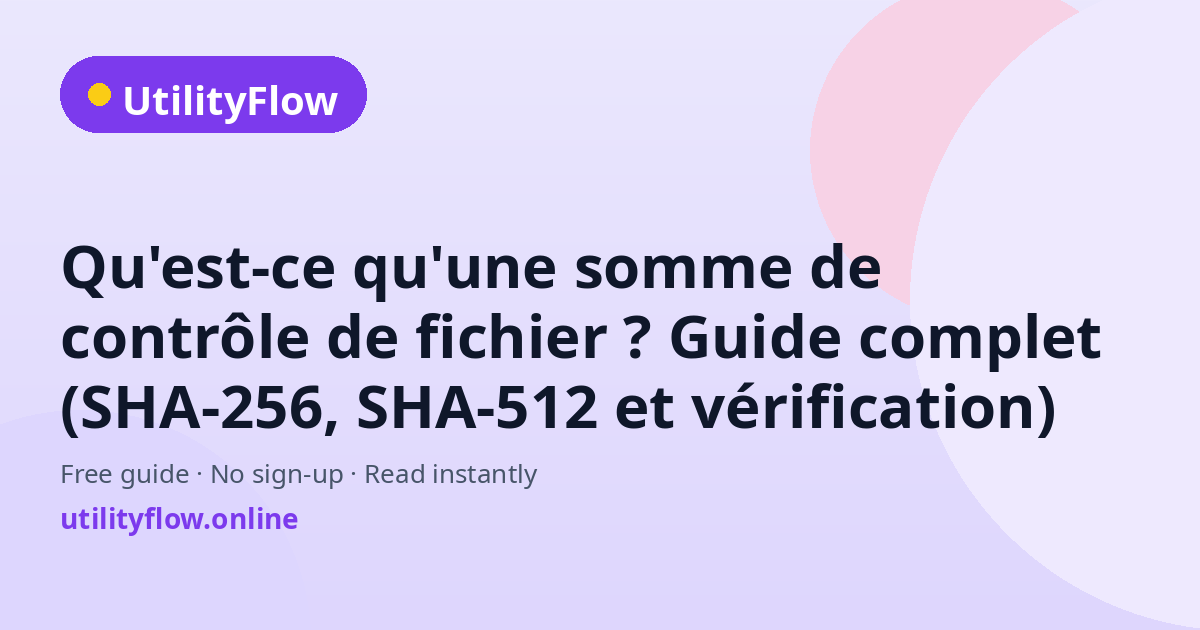 UtilityFlow
Qu'est-ce qu'une somme de
contrôle de fichier ? Guide complet
(SHA-256, SHA-512 et vérification)
Free guide · No sign-up · Read instantly
utilityflow.online